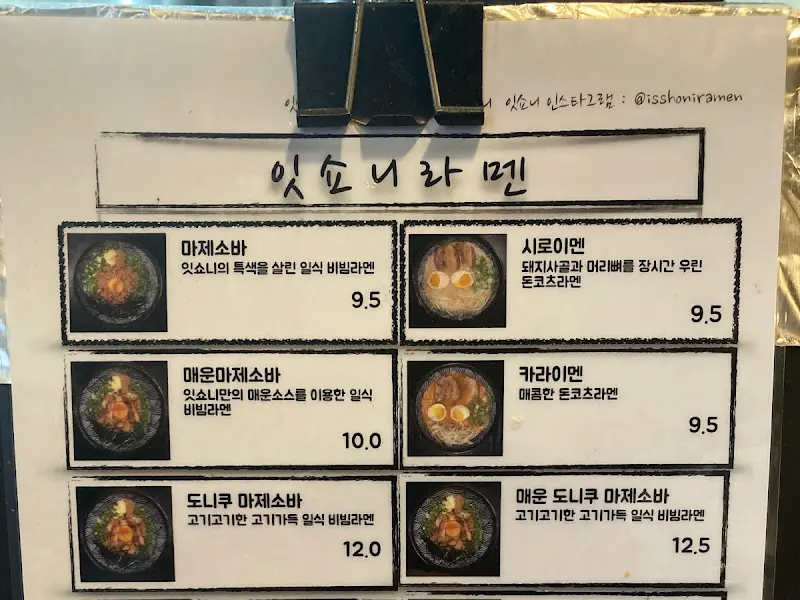 잇쇼니 인스타그램 : @isshoniramen
잇쇼니라멘
마제소바
잇쇼니의 특색을 살린 일식 비빔라멘
9.5
시로이멘
돼지사골과 머리뼈를 장시간 우린
돈코츠라멘
9.5
매운마제소바
잇쇼니만의 매운소스를 이용한 일식
비빔라멘
10.0
카라이멘
매콤한 돈코츠라멘
9.5
도니쿠 마제소바
고기고기한 고기가득 일식 비빔라멘
12.0
매운 도니쿠 마제소바
고기고기한 고기가득 일식 비빔라멘
12.5